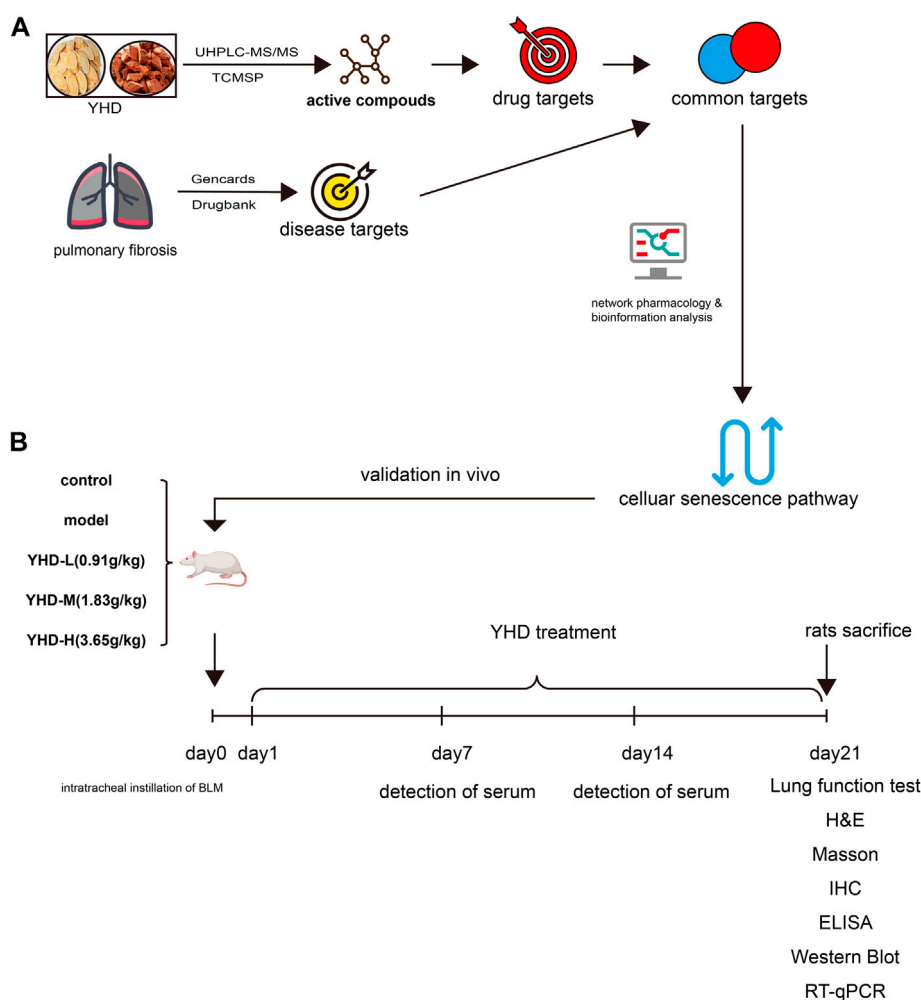 A
UHPLC-MS/MS
TCMSP
YHD
active compouds
drug targets
common targets
Gencards
Drugbank
pulmonary fibrosis
disease targets
network pharmacology &
bioinformation analysis
B
control
model
YHD-L(0.91g/kg)
YHD-M(1.83g/kg)
YHD-H(3.65g/kg)
validation in vivo
celluar senescence pathway
YHD treatment
rats sacrifice
day0 day1 day7 day14 day21
intratracheal instillation of BLM
detection of serum
detection of serum
Lung function test
H&E
Masson
IHC
ELISA
Western Blot
RT-qPCR